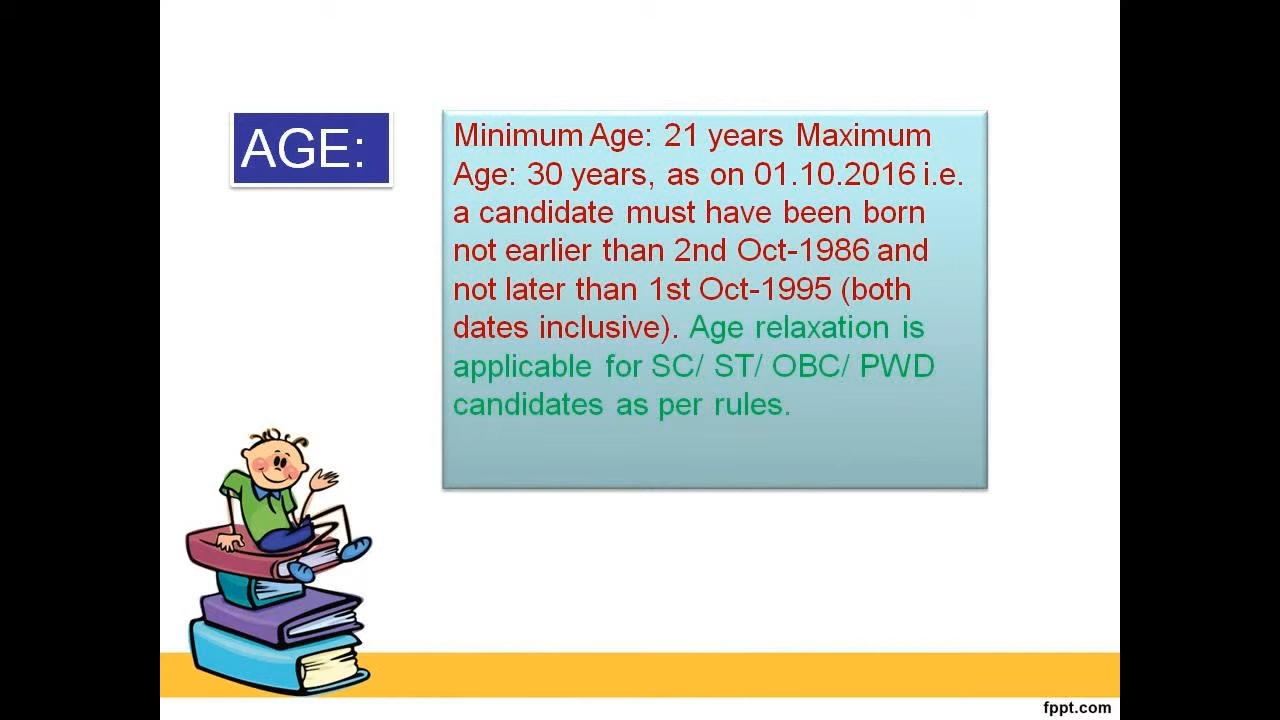 AGE:
Minimum Age: 21 years Maximum
Age: 30 years, as on 01.10.2016 i.e.
a candidate must have been born
not earlier than 2nd Oct-1986 and
not later than 1st Oct-1995 (both
dates inclusive). Age relaxation is
applicable for SC/ ST/ OBC/ PWD
candidates as per rules.
fppt.com